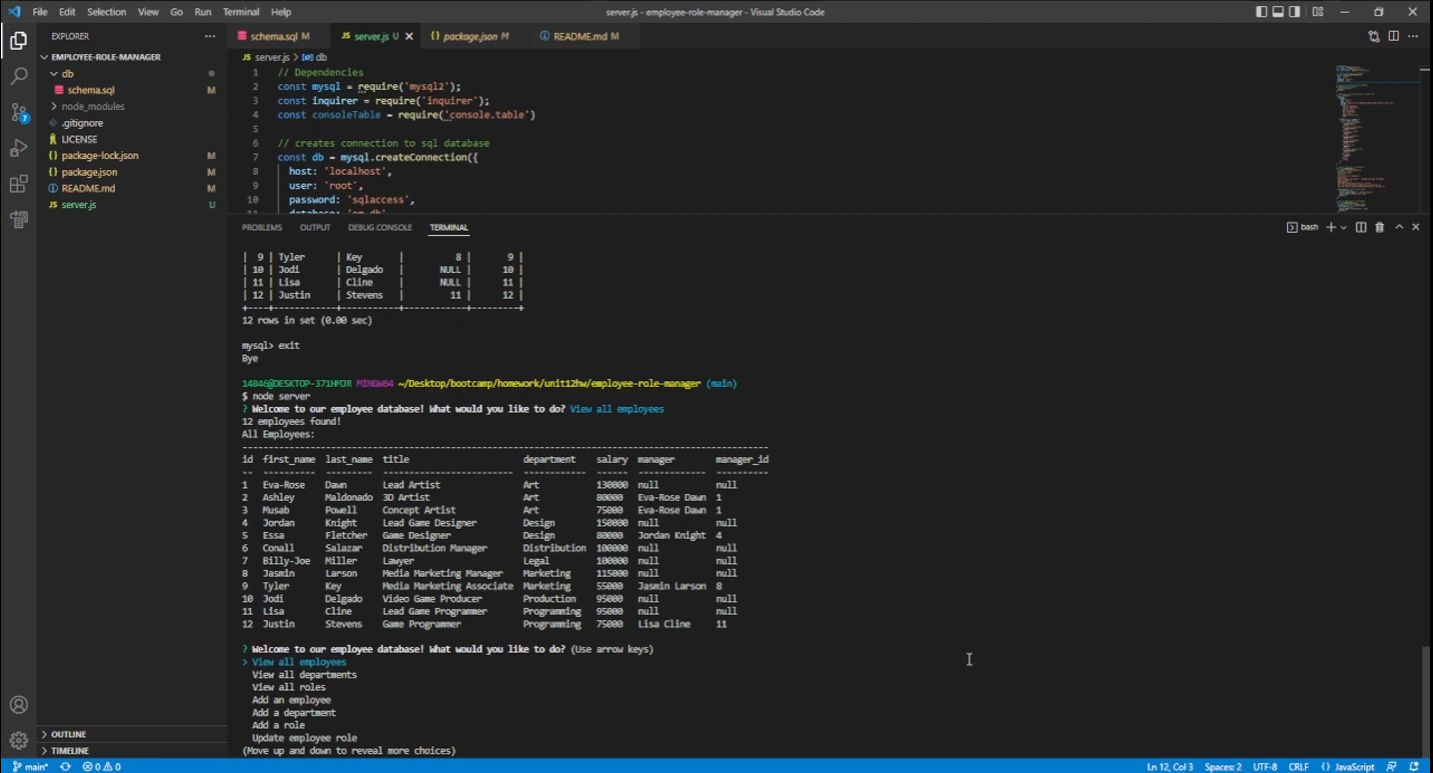 File Edit Selection View Go Run Terminal Help server.js - employee-role-manager - Visual Studio Code
EXPLORER ··· schema.sql M JS server.js U {} package.json M README.md M
EMPLOYEE-ROLE-MANAGER
db
schema.sql M
node_modules
.gitignore
LICENSE
{} package-lock.json M
{} package.json M
README.md M
JS server.js U
OUTLINE
TIMELINE
JS server.js > db
1 // Dependencies
2 const mysql = require('mysql2');
3 const inquirer = require('inquirer');
4 const consoleTable = require('console.table')
5
6 // creates connection to sql database
7 const db = mysql.createConnection({
8 host: 'localhost',
9 user: 'root',
10 password: 'sqlaccess',
11 database: 'em_db'
PROBLEMS OUTPUT DEBUG CONSOLE TERMINAL bash
| 9 | Tyler | Key | 8 | 9 |
| 10 | Jodi | Delgado | NULL | 10 |
| 11 | Lisa | Cline | NULL | 11 |
| 12 | Justin | Stevens | 11 | 12 |
+----+------------+-----------+------------+---------+
12 rows in set (0.00 sec)
mysql> exit
Bye
14846@DESKTOP-371HMJR MINGW64 ~/Desktop/bootcamp/homework/unit12hw/employee-role-manager (main)
$ node server
? Welcome to our employee database! What would you like to do? View all employees
12 employees found!
All Employees:
id first_name last_name title department salary manager manager_id
1 Eva-Rose Dawn Lead Artist Art 130000 null null
2 Ashley Maldonado 3D Artist Art 80000 Eva-Rose Dawn 1
3 Musab Powell Concept Artist Art 75000 Eva-Rose Dawn 1
4 Jordan Knight Lead Game Designer Design 150000 null null
5 Essa Fletcher Game Designer Design 80000 Jordan Knight 4
6 Conall Salazar Distribution Manager Distribution 100000 null null
7 Billy-Joe Miller Lawyer Legal 100000 null null
8 Jasmin Larson Media Marketing Manager Marketing 115000 null null
9 Tyler Key Media Marketing Associate Marketing 55000 Jasmin Larson 8
10 Jodi Delgado Video Game Producer Production 95000 null null
11 Lisa Cline Lead Game Programmer Programming 95000 null null
12 Justin Stevens Game Programmer Programming 75000 Lisa Cline 11
? Welcome to our employee database! What would you like to do? (Use arrow keys)
> View all employees
View all departments
View all roles
Add an employee
Add a department
Add a role
Update employee role
(Move up and down to reveal more choices)
main* 0 0 Ln 12, Col 3 Spaces: 2 UTF-8 CRLF {} JavaScript